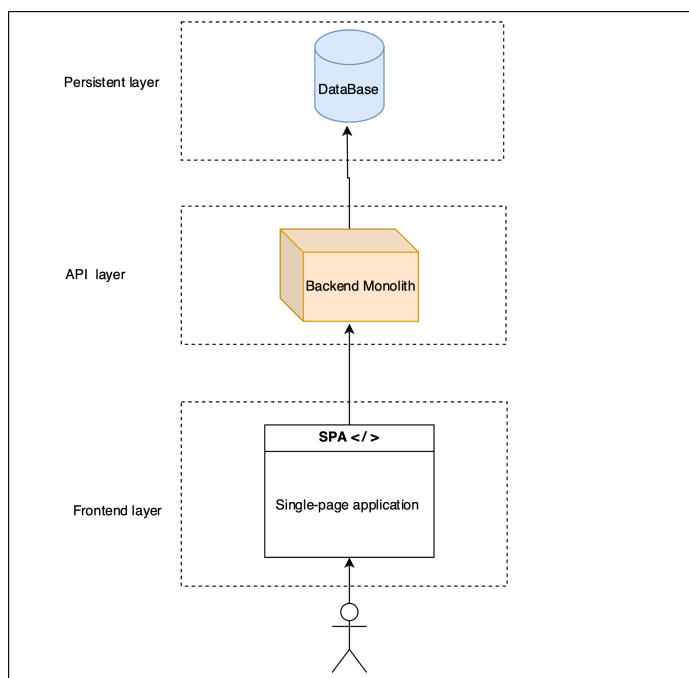 Persistent layer
DataBase
API  layer
Backend Monolith
SPA </>
Single-page application
Frontend layer